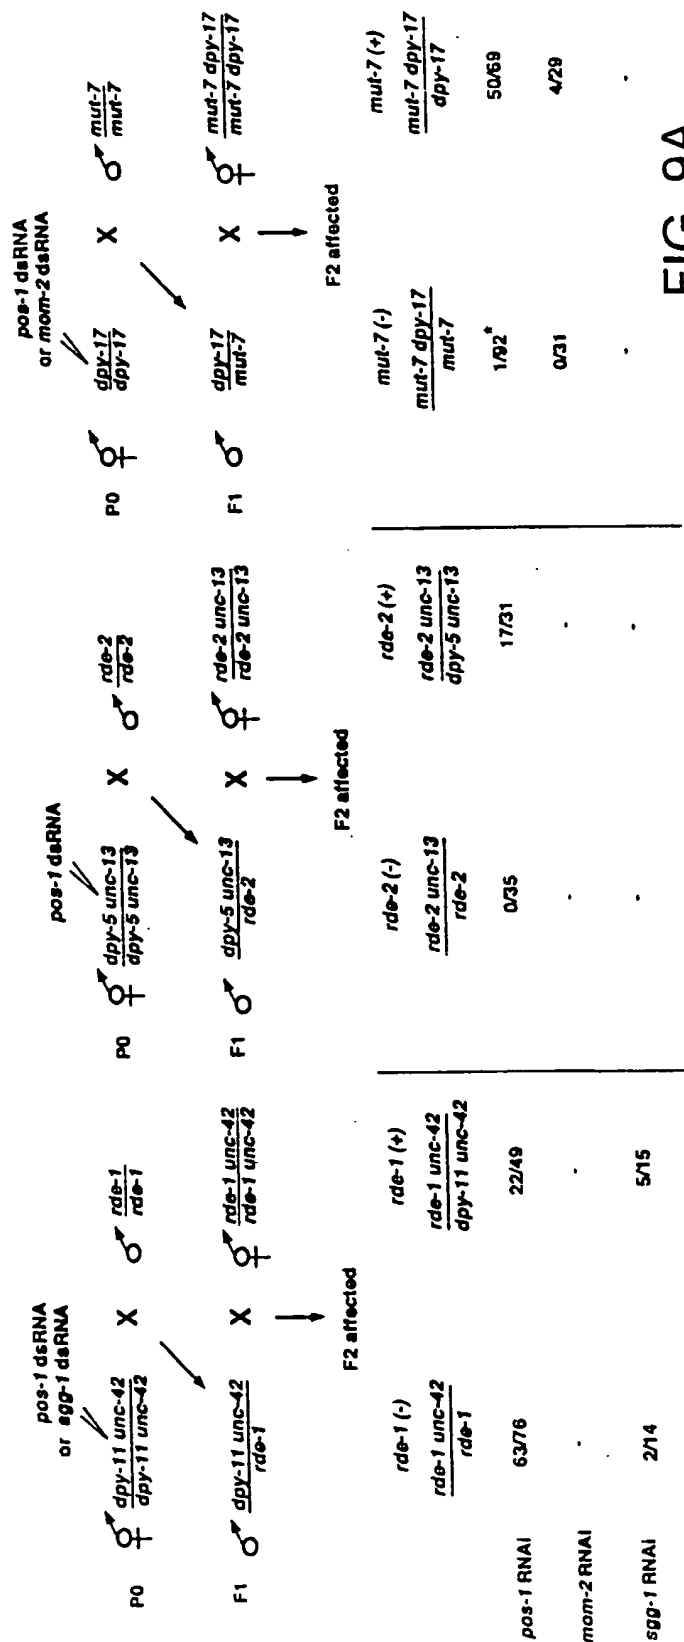 pos-1 dsRNA
or sgg-1 dsRNA
P0 dpy-11 unc-42 X rde-1
dpy-11 unc-42 rde-1
F1 dpy-11 unc-42 X rde-1 unc-42
rde-1 rde-1 unc-42
F2 affected
rde-1 (-) rde-1 (+)
rde-1 unc-42 rde-1 unc-42
rde-1 dpy-11 unc-42
pos-1 RNAi 63/76 22/49
mom-2 RNAi - -
sgg-1 RNAi 2/14 5/15
pos-1 dsRNA
P0 dpy-5 unc-13 X rde-2
dpy-5 unc-13 rde-2
F1 dpy-5 unc-13 X rde-2 unc-13
rde-2 rde-2 unc-13
F2 affected
rde-2 (-) rde-2 (+)
rde-2 unc-13 rde-2 unc-13
rde-2 dpy-5 unc-13
0/35 17/31
- -
- -
pos-1 dsRNA
or mom-2 dsRNA
P0 dpy-17 X mut-7
dpy-17 mut-7
F1 dpy-17 X mut-7 dpy-17
mut-7 mut-7 dpy-17
F2 affected
mut-7 (-) mut-7 (+)
mut-7 dpy-17 mut-7 dpy-17
mut-7 dpy-17
1/92* 50/69
0/31 4/29
- -
FIG. 9A